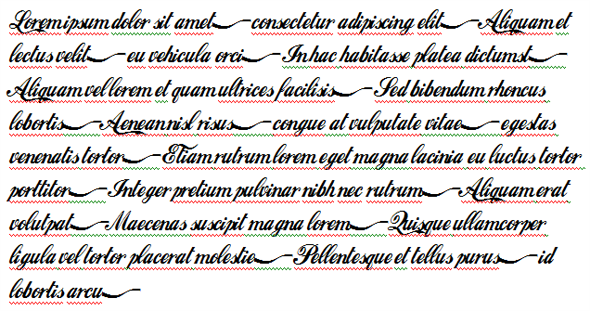 Lorem ipsum dolor sit amet consectetur adipiscing elit Aliquam et
lectus velit eu vehicula orci In hac habitasse platea dictumst
Aliquam vel lorem et quam ultrices facilisis Sed bibendum rhoncus
lobortis Aenean nisl risus congue at vulputate vitae egestas
venenatis tortor Etiam rutrum lorem eget magna lacinia eu luctus tortor
porttitor Integer pretium pulvinar nibh nec rutrum Aliquam erat
volutpat Maecenas suscipit magna lorem Quisque ullamcorper
ligula vel tortor placerat molestie Pellentesque et tellus purus id
lobortis arcu